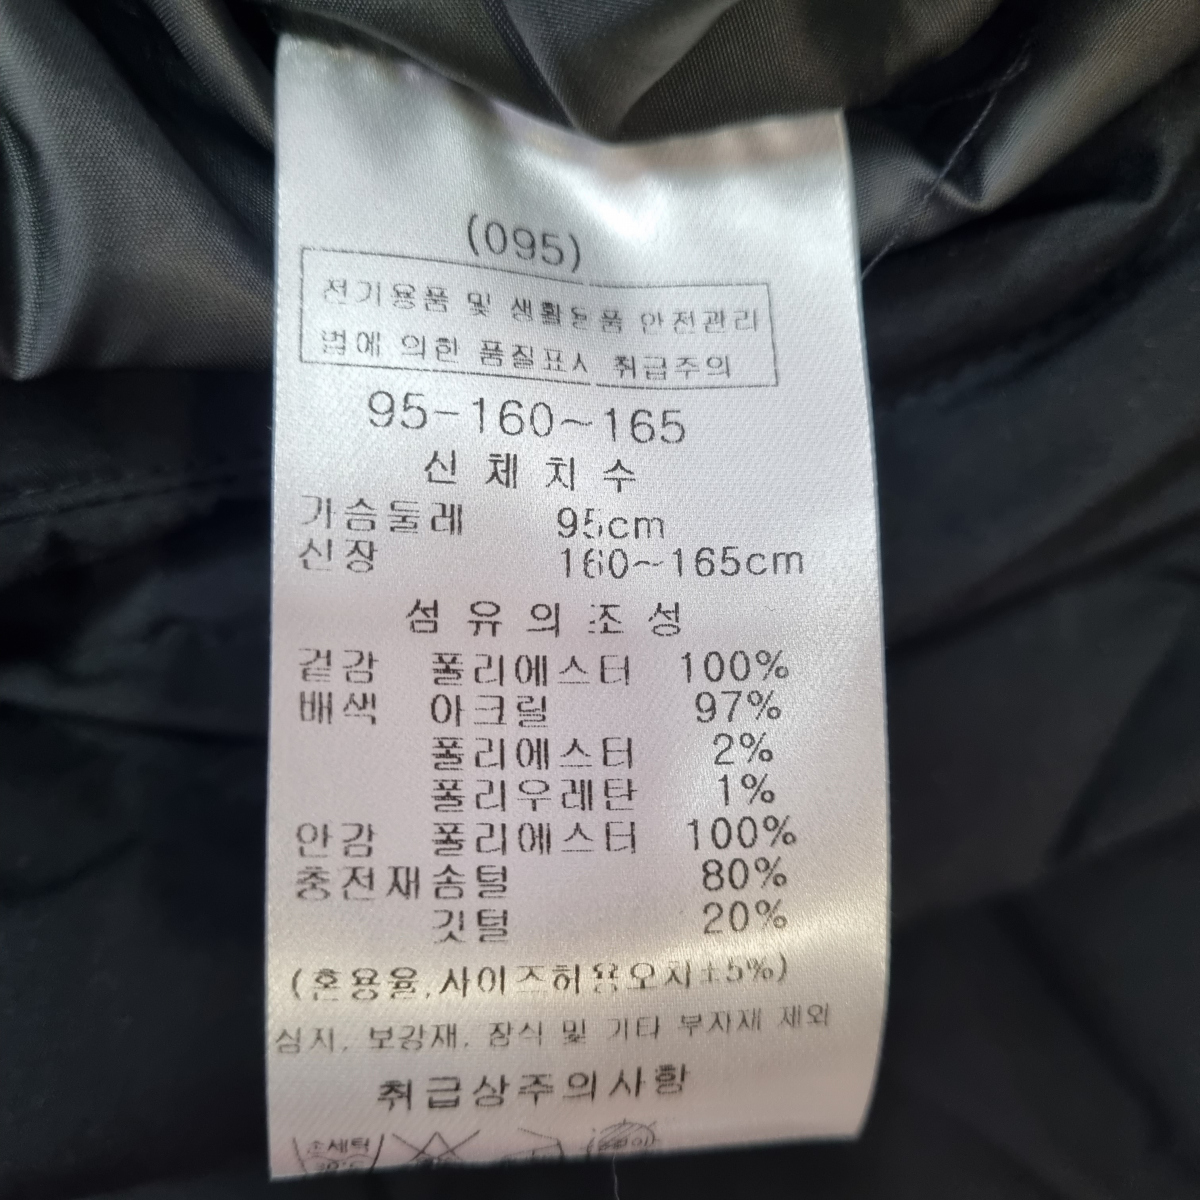 (095)
전기용품 및 생활용품 안전관리
법에 의한 품질표시 취급주의
95-160~165
신 체 치 수
가슴둘레 95cm
신장 160~165cm
섬 유 의 조 성
겉감 폴리에스터 100%
배색 아크릴 97%
폴리에스터 2%
폴리우레탄 1%
안감 폴리에스터 100%
충전재 솜털 80%
깃털 20%
(혼용율,사이즈허용오차±5%)
심지, 보강재, 장식 및 기타 부자재 제외
취급상주의사항